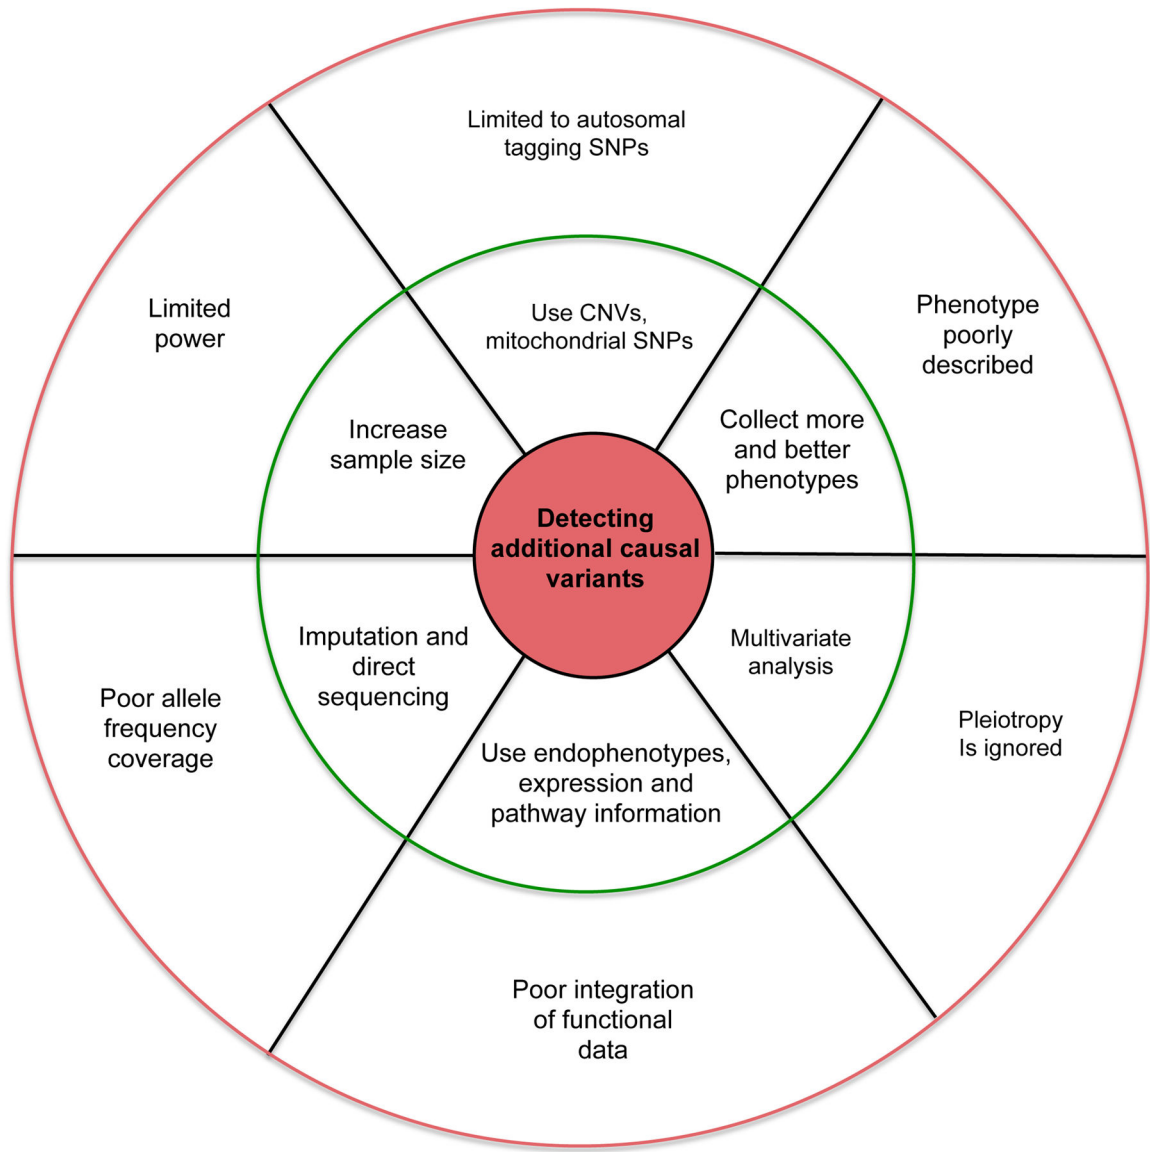 Limited to autosomal
tagging SNPs
Limited
power
Use CNVs,
mitochondrial SNPs
Phenotype
poorly
described
Increase
sample size
Collect more
and better
phenotypes
Detecting
additional causal
variants
Imputation and
direct
sequencing
Multivariate
analysis
Poor allele
frequency
coverage
Use endophenotypes,
expression and
pathway information
Pleiotropy
Is ignored
Poor integration
of functional
data